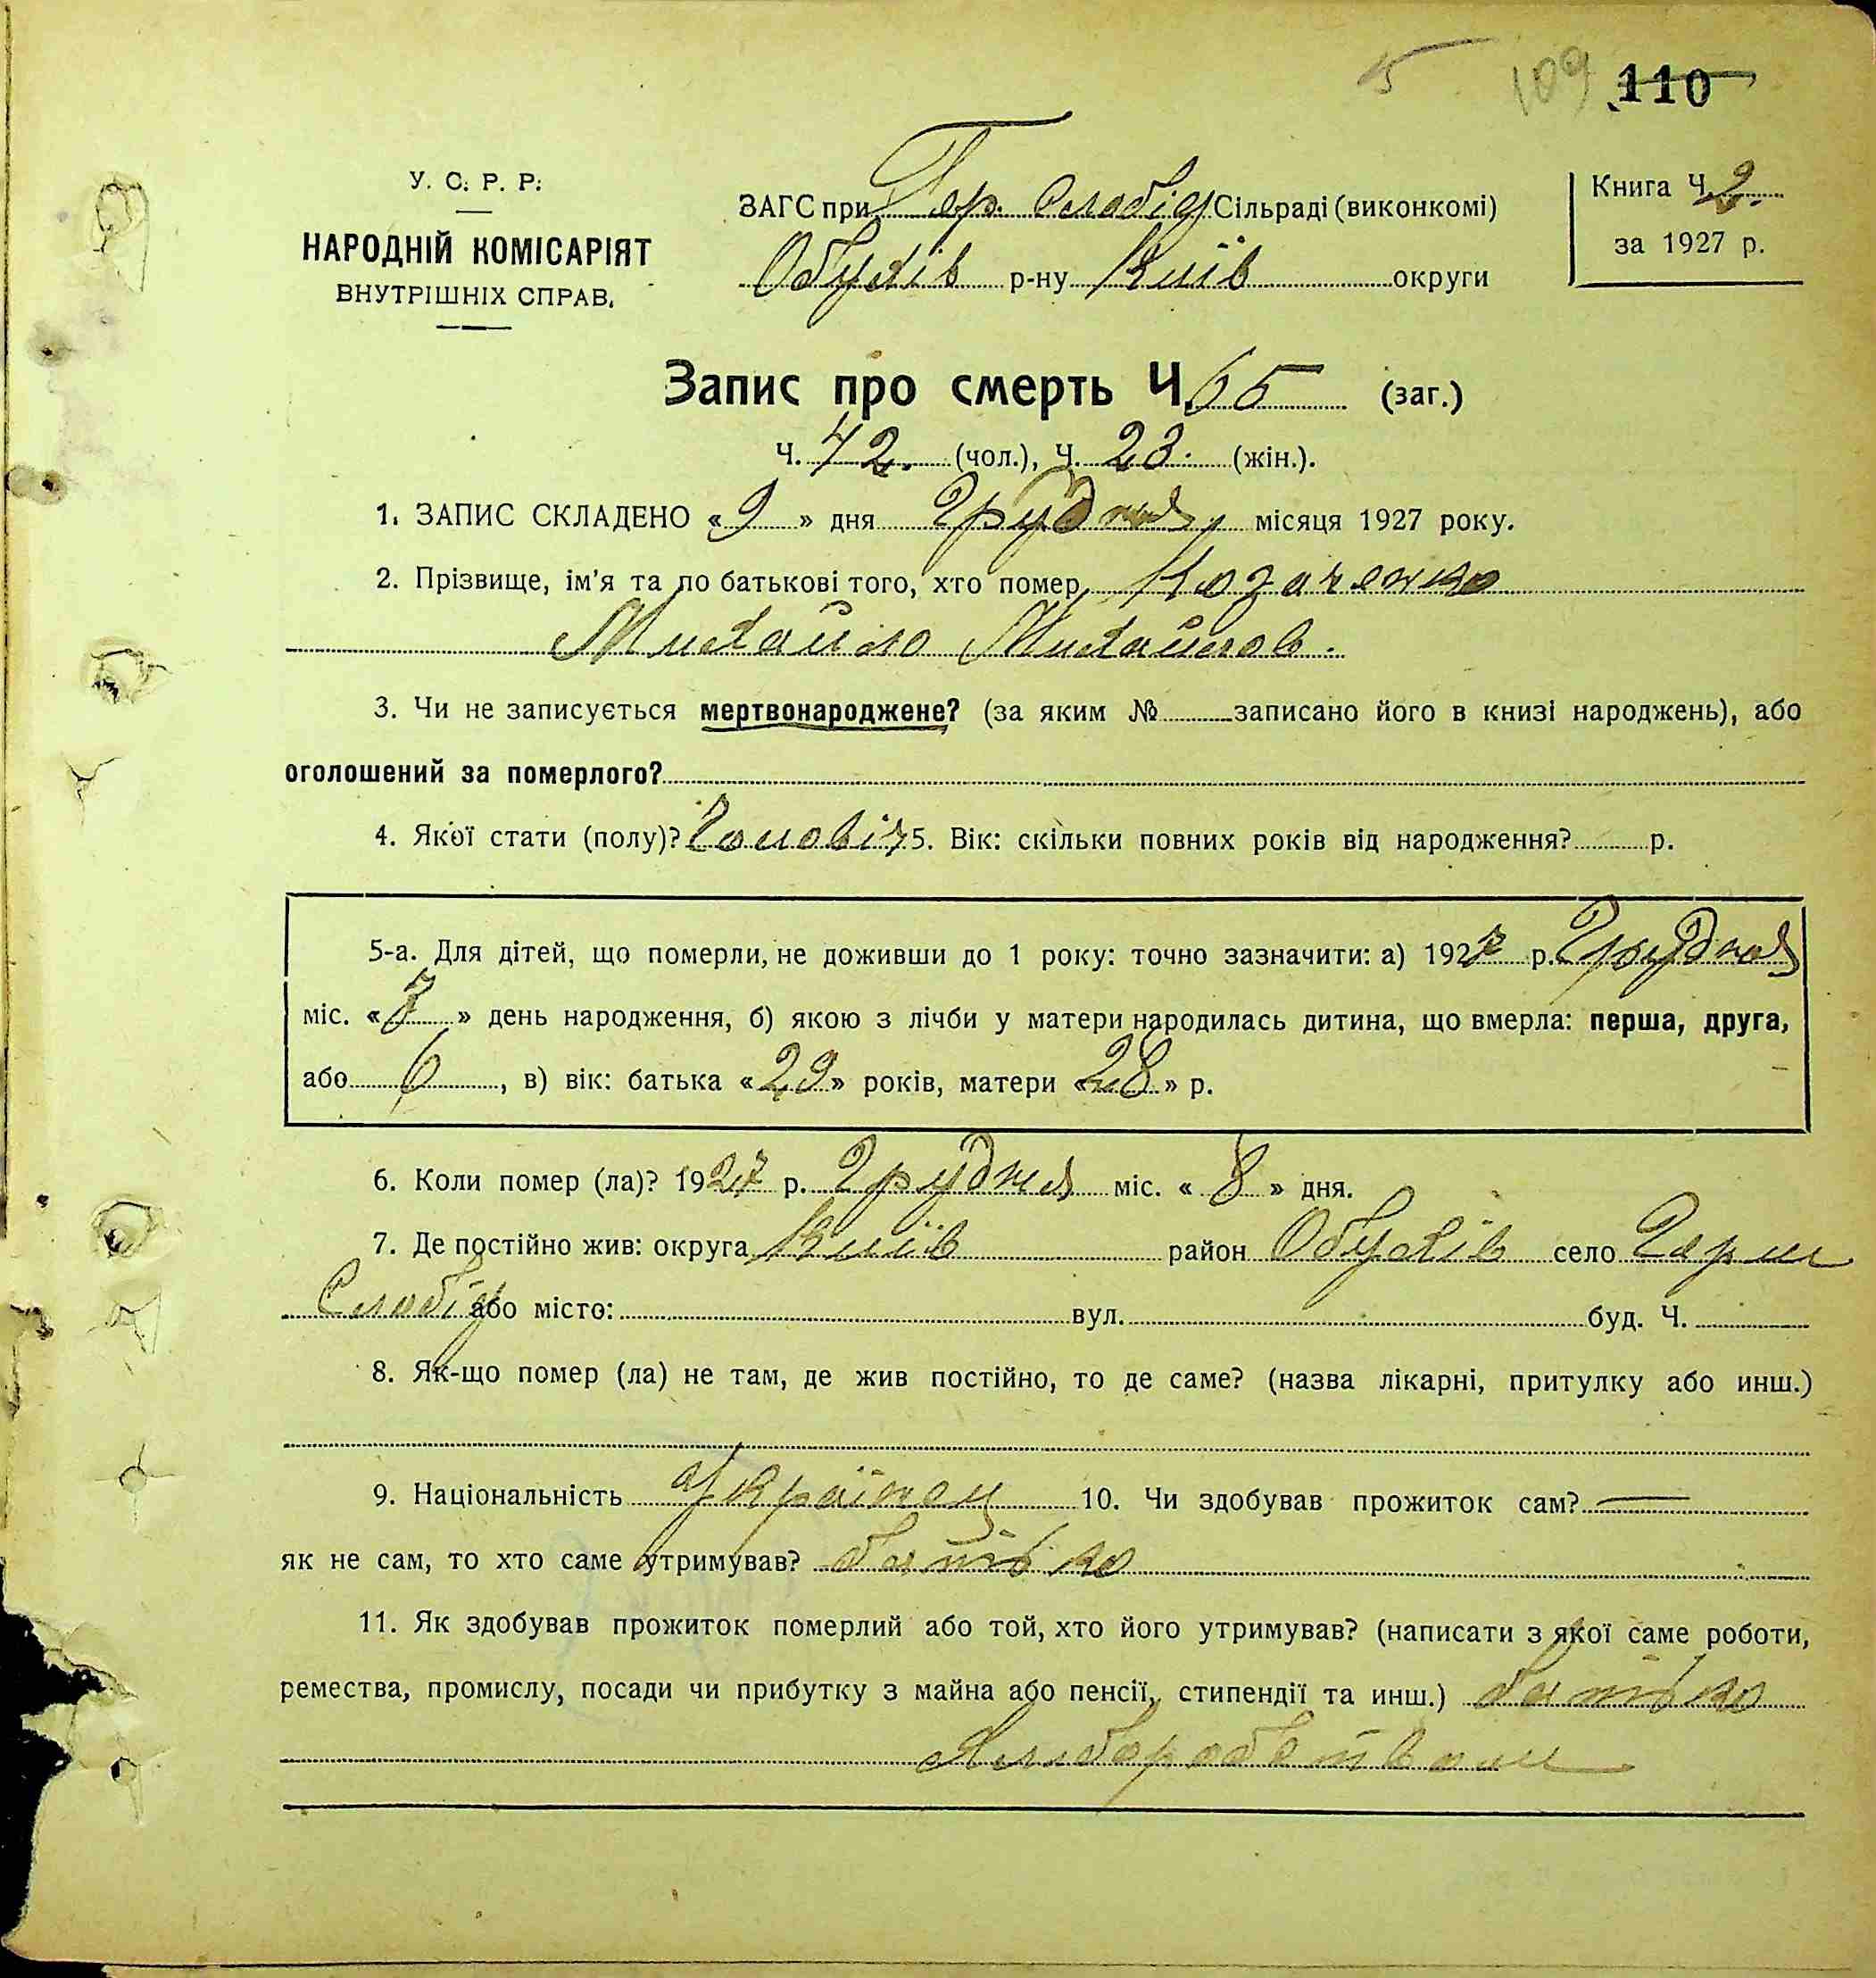 5 109 110
У. С. Р. Р.
НАРОДНІЙ КОМІСАРІЯТ
ВНУТРІШНІХ СПРАВ.
ЗАГС при Гер. Слобід Сільраді (виконкомі)
Обухів р-ну Київ округи
Книга Ч. 2.
за 1927 р.
Запис про смерть Ч. 65 (заг.)
Ч. 42. (чол.), Ч. 23. (жін.).
1. ЗАПИС СКЛАДЕНО «9» дня Грудня місяця 1927 року.
2. Прізвище, ім'я та по батькові того, хто помер Козаченко
Михайло Михайлов.
3. Чи не записується мертвонароджене? (за яким № записано його в книзі народжень), або
оголошений за померлого?
4. Якої стати (полу)? Чоловіч 5. Вік: скільки повних років від народження? р.
5-а. Для дітей, що померли, не доживши до 1 року: точно зазначити: а) 1927 р. Грудня
міс. «7» день народження, б) якою з лічби у матери народилась дитина, що вмерла: перша, друга,
або 6, в) вік: батька «29» років, матери «28» р.
6. Коли помер (ла)? 1927 р. Грудня міс. «8» дня.
7. Де постійно жив: округа Київ район Обухів село Герм
Слобід або місто: вул. буд. Ч.
8. Як-що помер (ла) не там, де жив постійно, то де саме? (назва лікарні, притулку або инш.)
9. Національність Українец 10. Чи здобував прожиток сам? —
як не сам, то хто саме утримував? батько
11. Як здобував прожиток померлий або той, хто його утримував? (написати з якої саме роботи,
ремества, промислу, посади чи прибутку з майна або пенсії, стипендії та инш.) батько
Хліборобством